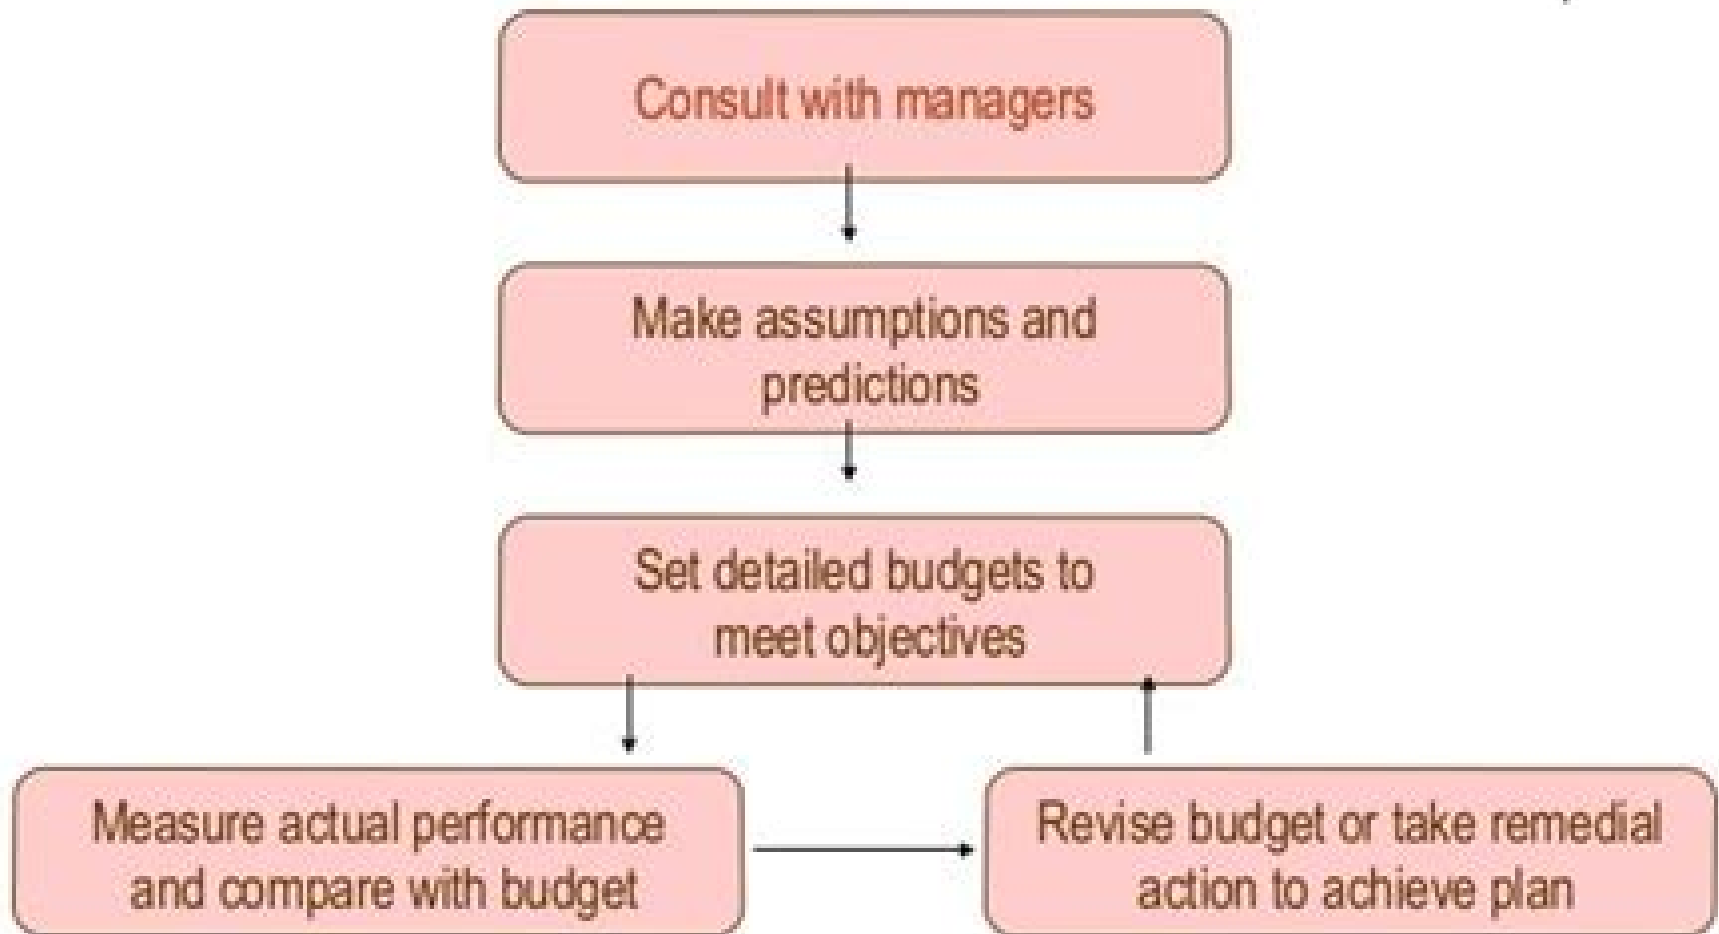 Consult with managers
Make assumptions and
predictions
Set detailed budgets to
meet objectives
Measure actual performance
and compare with budget
Revise budget or take remedial
action to achieve plan